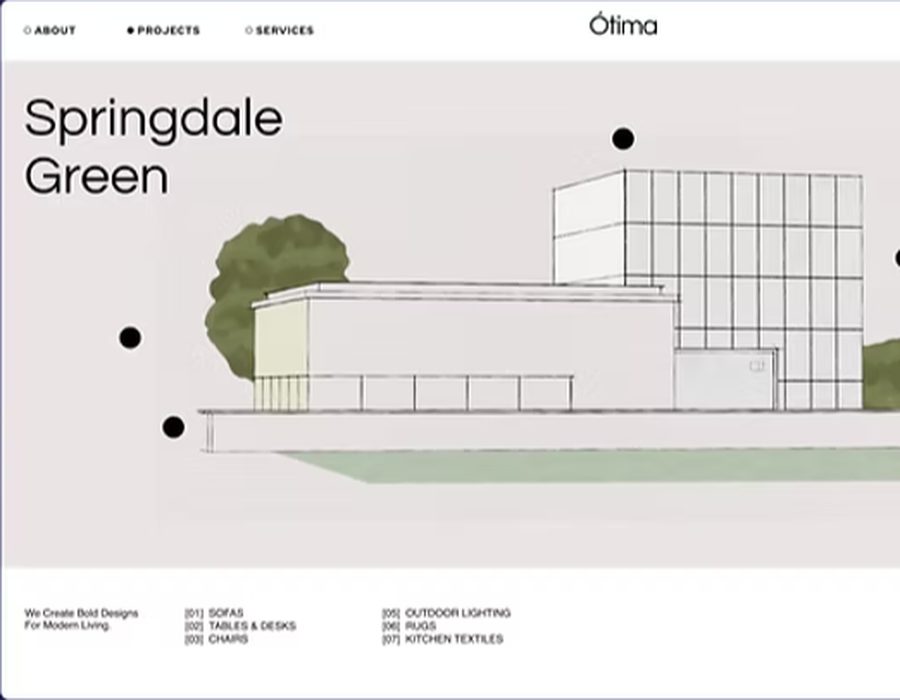 ABOUT
PROJECTS
SERVICES
Ótima
Springdale
Green
We Create Bold Designs
For Modern Living.
[01] SOFAS
[02] TABLES & DESKS
[03] CHAIRS
[05] OUTDOOR LIGHTING
[06] RUGS
[07] KITCHEN TEXTILES